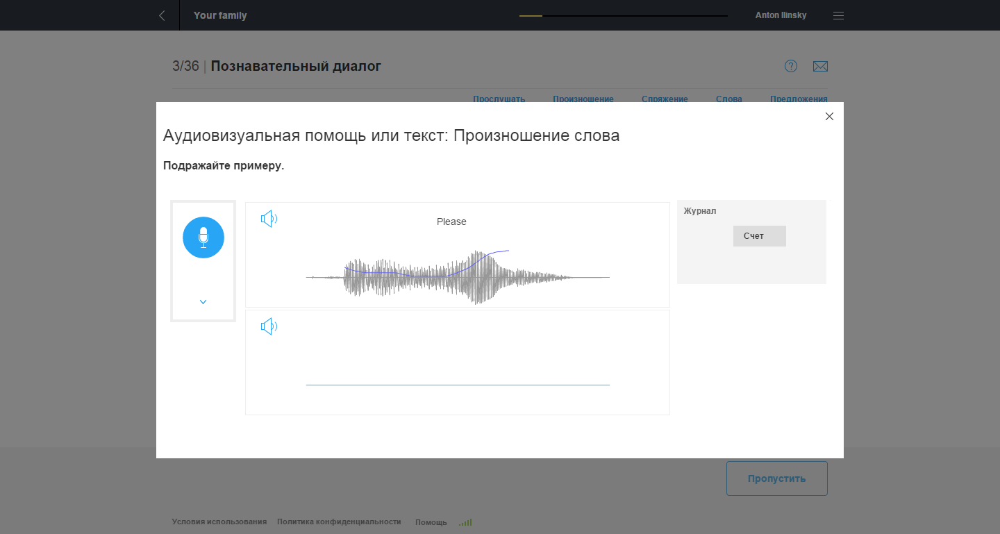 Your family
Anton Ilinsky
3/36 | Познавательный диалог
Прослушать Произношение Спряжение Слова Предложения
Аудиовизуальная помощь или текст: Произношение слова
Подражайте примеру.
Please
Журнал
Счет
Пропустить
Условия использования Политика конфиденциальности Помощь